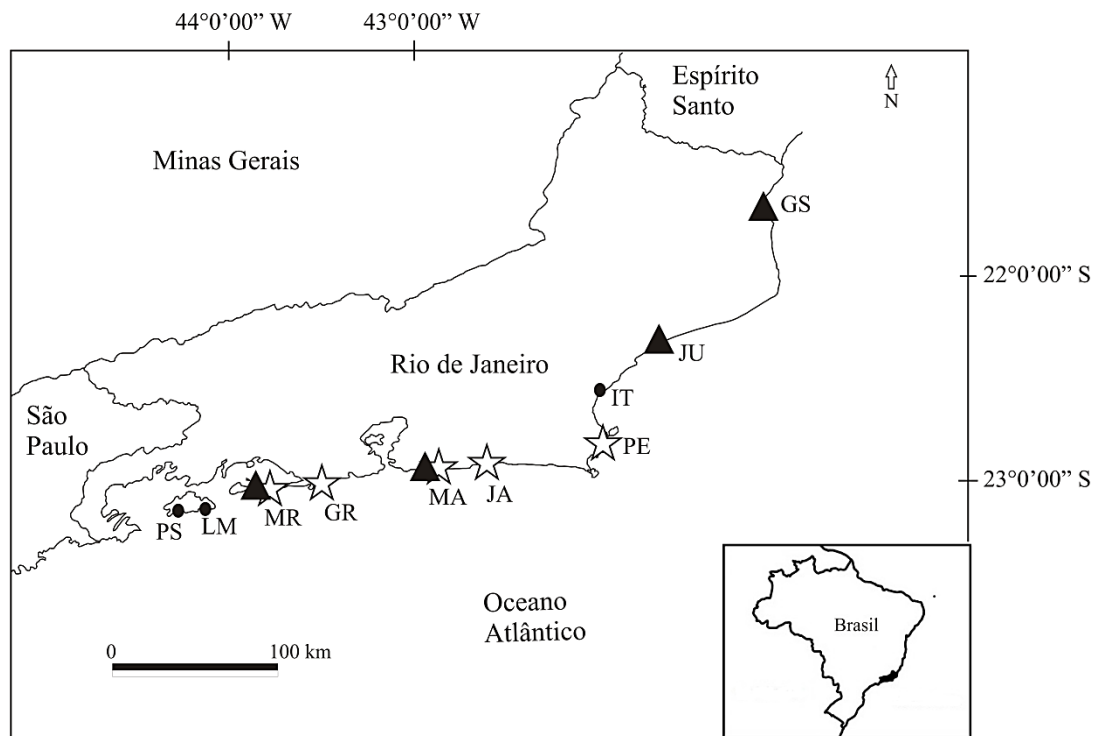 44°0'00” W
43°0'00” W
Espírito
Santo
N
Minas Gerais
GS
22°0'00” S
JU
Rio de Janeiro
IT
São
Paulo
PE
MA
JA
23°0'00” S
MR
GR
PS
LM
Oceano
Atlântico
Brasil
0
100 km